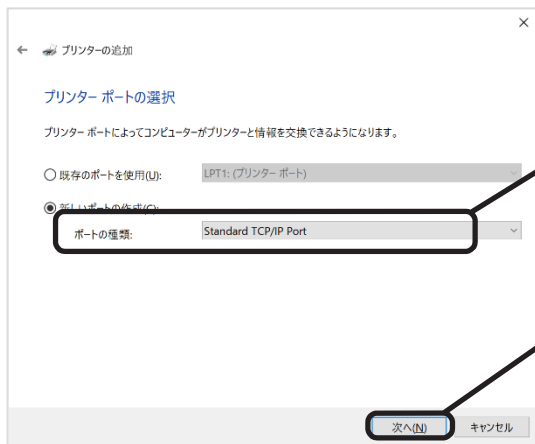 プリンターの追加
プリンター ポートの選択
プリンター ポートによってコンピューターがプリンターと情報を交換できるようになります。
既存のポートを使用(U): LPT1: (プリンター ポート)
新しいポートの作成(C):
ポートの種類: Standard TCP/IP Port
次へ(N) キャンセル